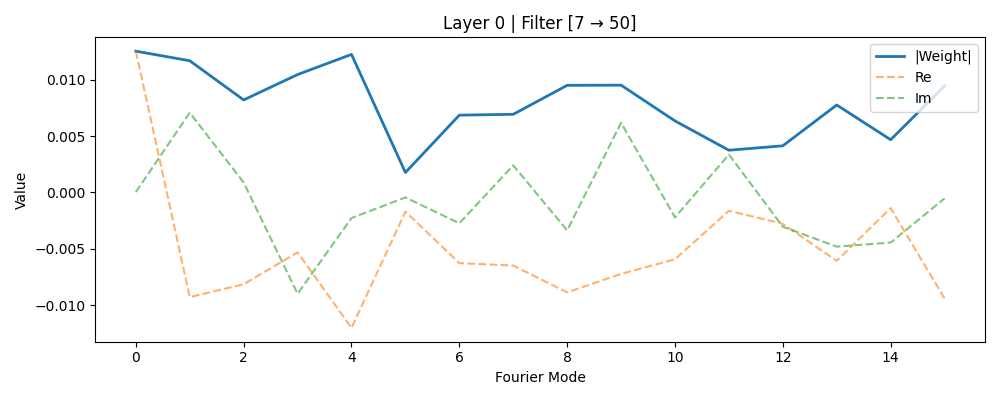 Layer 0 | Filter [7 → 50]
|Weight|
Re
Im
0.010
0.005
0.000
−0.005
−0.010
Value
0 2 4 6 8 10 12 14
Fourier Mode